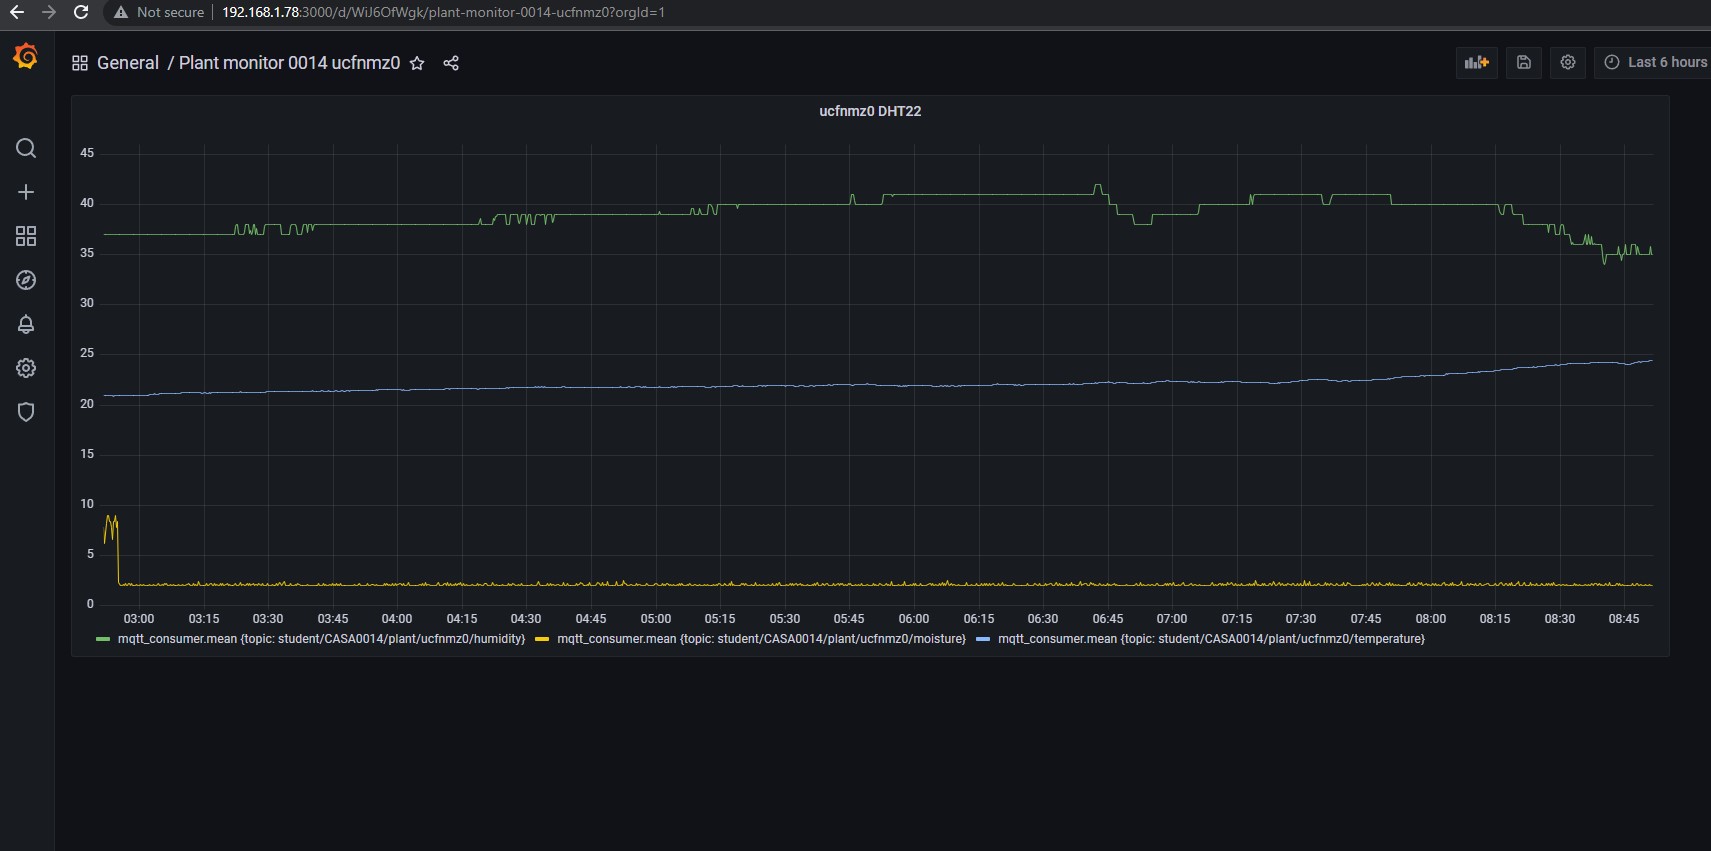 Not secure 192.168.1.78:3000/d/WiJ6OfWgk/plant-monitor-0014-ucfnmz0?orgId=1
General / Plant monitor 0014 ucfnmz0
Last 6 hours
ucfnmz0 DHT22
45
40
35
30
25
20
15
10
5
0
03:00 03:15 03:30 03:45 04:00 04:15 04:30 04:45 05:00 05:15 05:30 05:45 06:00 06:15 06:30 06:45 07:00 07:15 07:30 07:45 08:00 08:15 08:30 08:45
mqtt_consumer.mean {topic: student/CASA0014/plant/ucfnmz0/humidity} mqtt_consumer.mean {topic: student/CASA0014/plant/ucfnmz0/moisture} mqtt_consumer.mean {topic: student/CASA0014/plant/ucfnmz0/temperature}